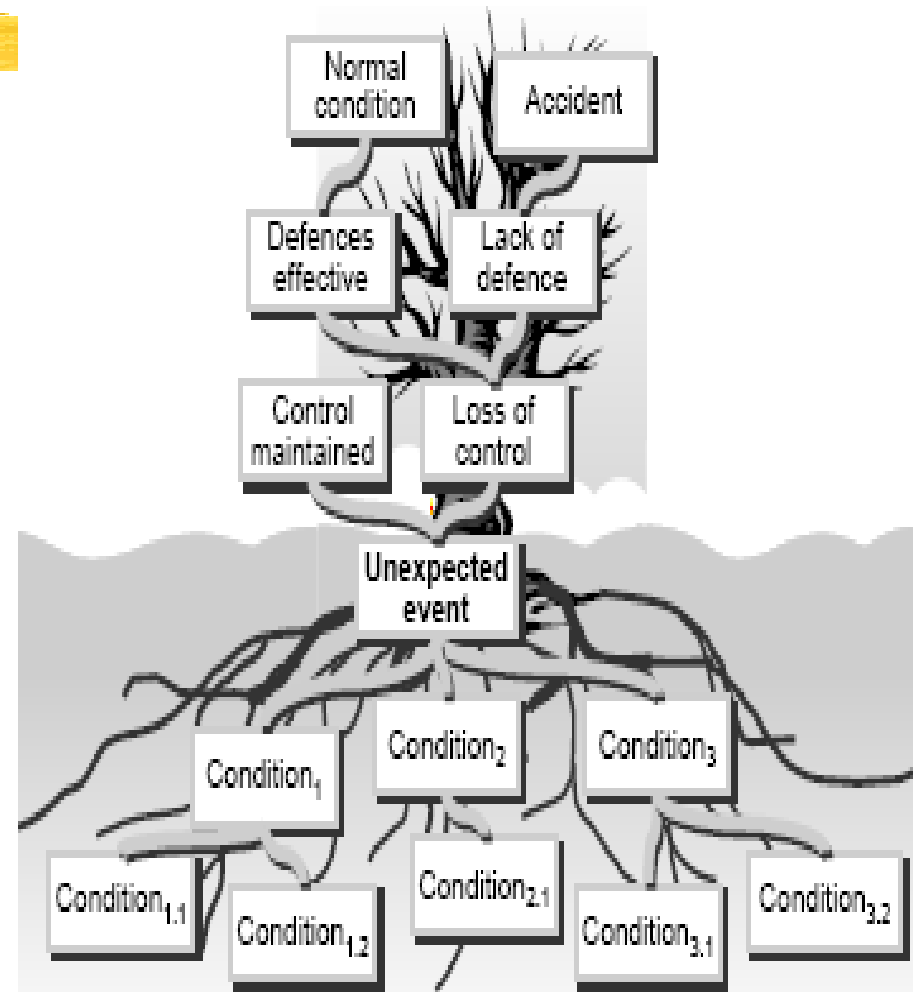 Normal
condition
Accident
Defences
effective
Lack of
defence
Control
maintained
Loss of
control
Unexpected
event
Condition₁
Condition₂
Condition₃
Condition₁.₁
Condition₁.₂
Condition₂.₁
Condition₃.₁
Condition₃.₂